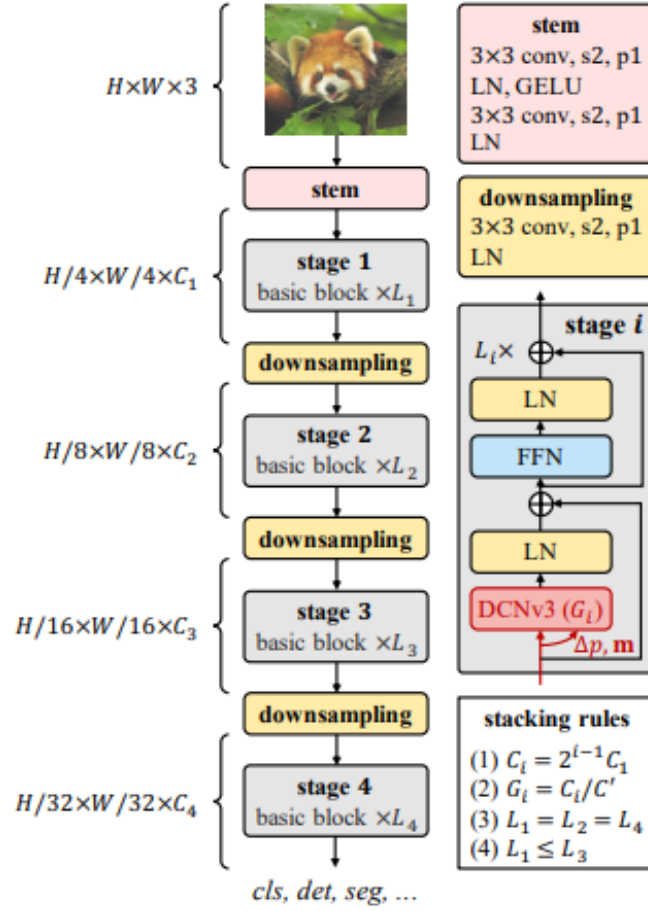 H×W×3
stem
H/4×W/4×C₁
stage 1
basic block ×L₁
downsampling
H/8×W/8×C₂
stage 2
basic block ×L₂
downsampling
H/16×W/16×C₃
stage 3
basic block ×L₃
downsampling
H/32×W/32×C₄
stage 4
basic block ×L₄
cls, det, seg, ...
stem
3×3 conv, s2, p1
LN, GELU
3×3 conv, s2, p1
LN
downsampling
3×3 conv, s2, p1
LN
stage i
Lᵢ×
LN
FFN
LN
DCNv3 (Gᵢ)
Δp, m
stacking rules
(1) Cᵢ = 2ⁱ⁻¹C₁
(2) Gᵢ = Cᵢ/C′
(3) L₁ = L₂ = L₄
(4) L₁ ≤ L₃